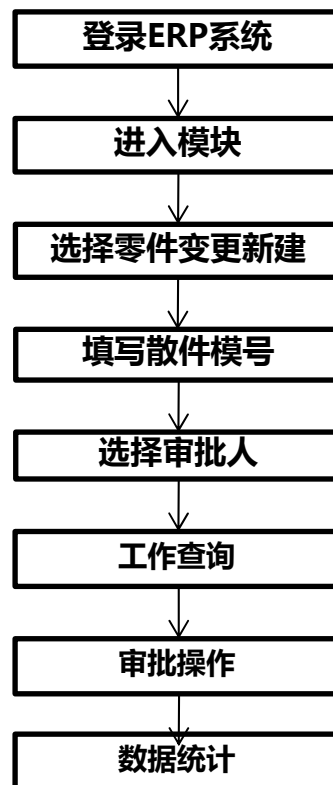 登录ERP系统
进入模块
选择零件变更新建
填写散件模号
选择审批人
工作查询
审批操作
数据统计